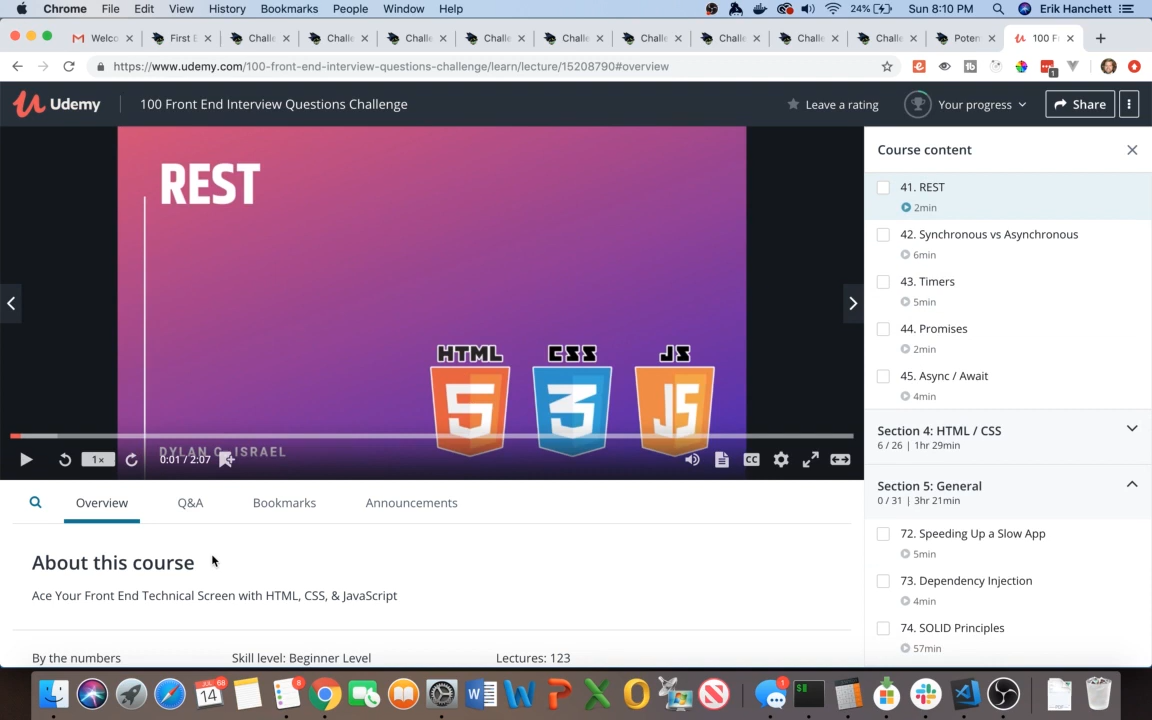 Chrome File Edit View History Bookmarks People Window Help 24% Sun 8:10 PM Erik Hanchett
Welcc First E Challe Challe Challe Challe Challe Challe Challe Challe Challe Poten 100 F
https://www.udemy.com/100-front-end-interview-questions-challenge/learn/lecture/15208790#overview
Udemy 100 Front End Interview Questions Challenge Leave a rating Your progress Share
REST
HTML CSS JS
5 3 JS
DYLAN C. ISRAEL
1× 0:01 / 2:07 CC
Course content
41. REST
2min
42. Synchronous vs Asynchronous
6min
43. Timers
5min
44. Promises
2min
45. Async / Await
4min
Section 4: HTML / CSS
6 / 26 | 1hr 29min
Section 5: General
0 / 31 | 3hr 21min
72. Speeding Up a Slow App
5min
73. Dependency Injection
4min
74. SOLID Principles
57min
Overview Q&A Bookmarks Announcements
About this course
Ace Your Front End Technical Screen with HTML, CSS, & JavaScript
By the numbers Skill level: Beginner Level Lectures: 123